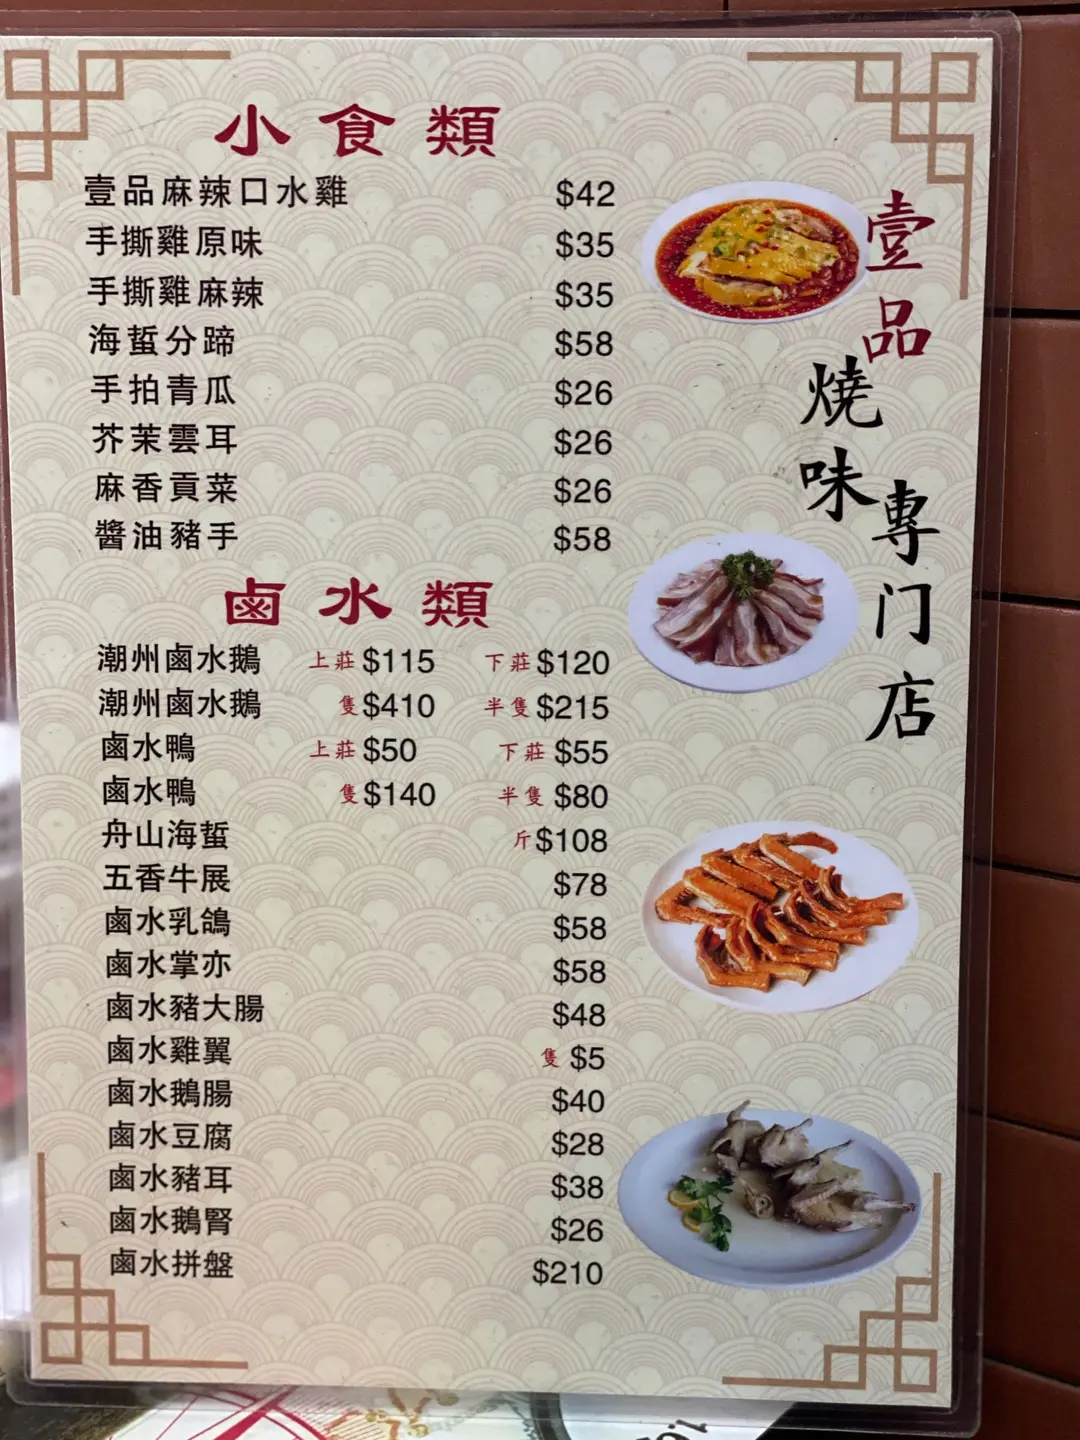 小食類
壹品麻辣口水雞 $42
手撕雞原味 $35
手撕雞麻辣 $35
海蜇分蹄 $58
手拍青瓜 $26
芥茉雲耳 $26
麻香貢菜 $26
醬油豬手 $58
鹵水類
潮州鹵水鵝 上莊 $115 下莊 $120
潮州鹵水鵝 隻 $410 半隻 $215
鹵水鴨 上莊 $50 下莊 $55
鹵水鴨 隻 $140 半隻 $80
舟山海蜇 斤 $108
五香牛展 $78
鹵水乳鴿 $58
鹵水掌亦 $58
鹵水豬大腸 $48
鹵水雞翼 隻 $5
鹵水鵝腸 $40
鹵水豆腐 $28
鹵水豬耳 $38
鹵水鵝腎 $26
鹵水拼盤 $210
壹品
燒味
專门店